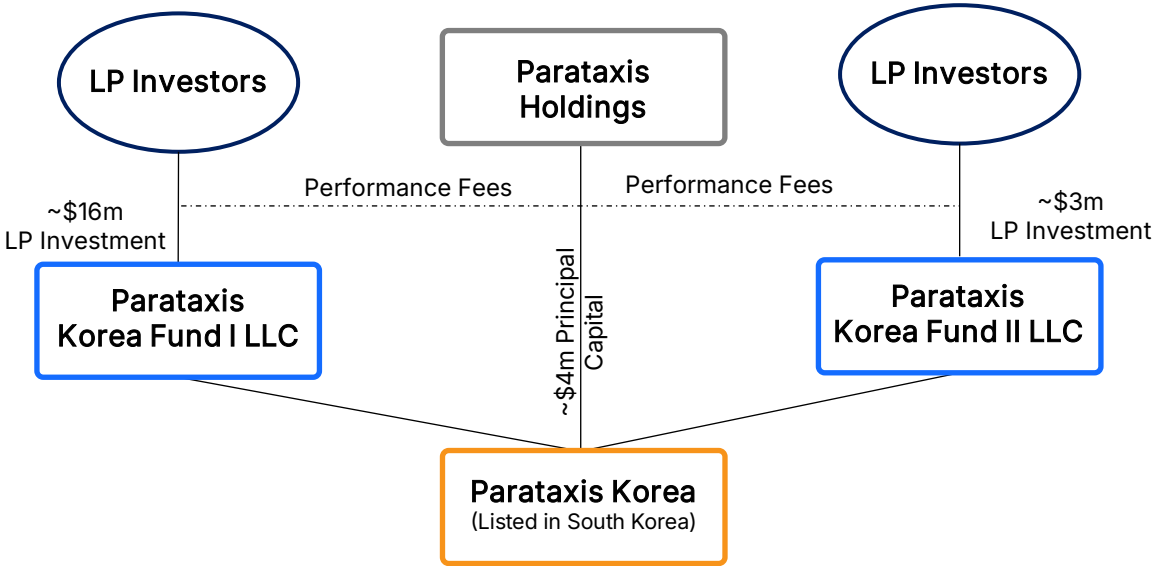 LP Investors
Parataxis
Holdings
LP Investors
Performance Fees
Performance Fees
~$16m
LP Investment
~$3m
LP Investment
Parataxis
Korea Fund I LLC
~$4m Principal
Capital
Parataxis
Korea Fund II LLC
Parataxis Korea
(Listed in South Korea)